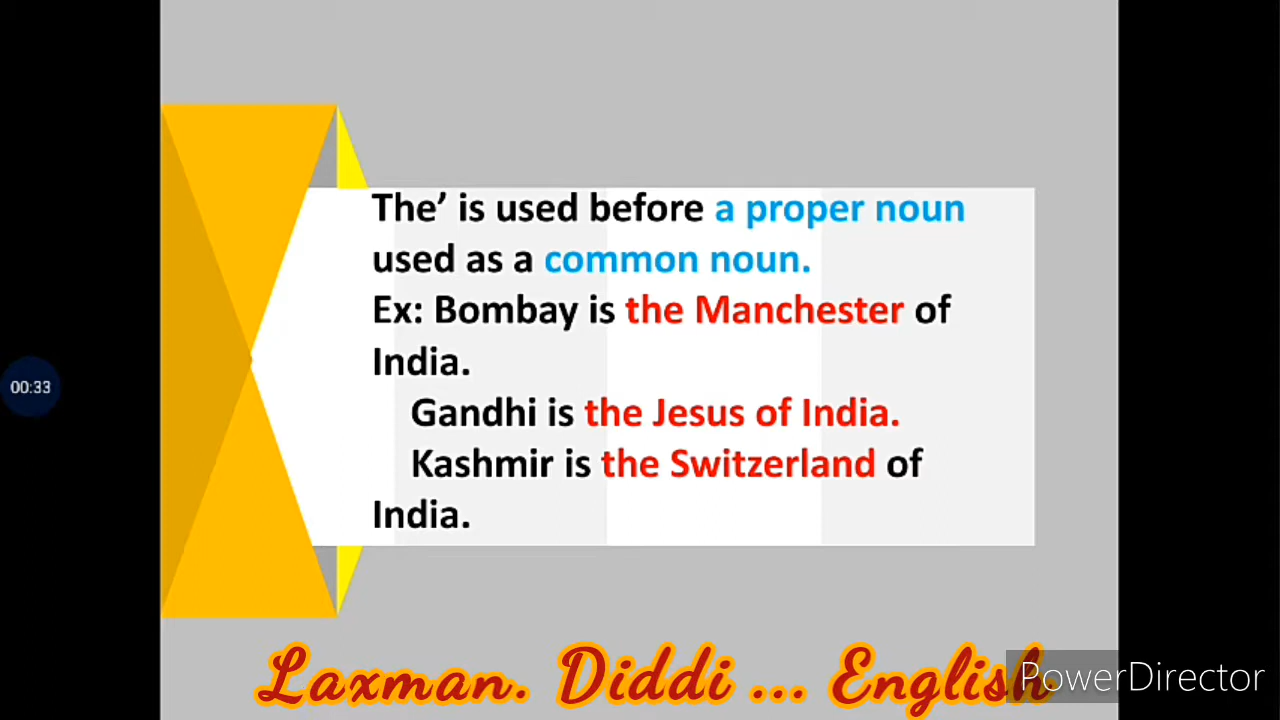 The’ is used before a proper noun
used as a common noun.
Ex: Bombay is the Manchester of
India.
Gandhi is the Jesus of India.
Kashmir is the Switzerland of
India.
00:33
Laxman. Diddi ... English
PowerDirector